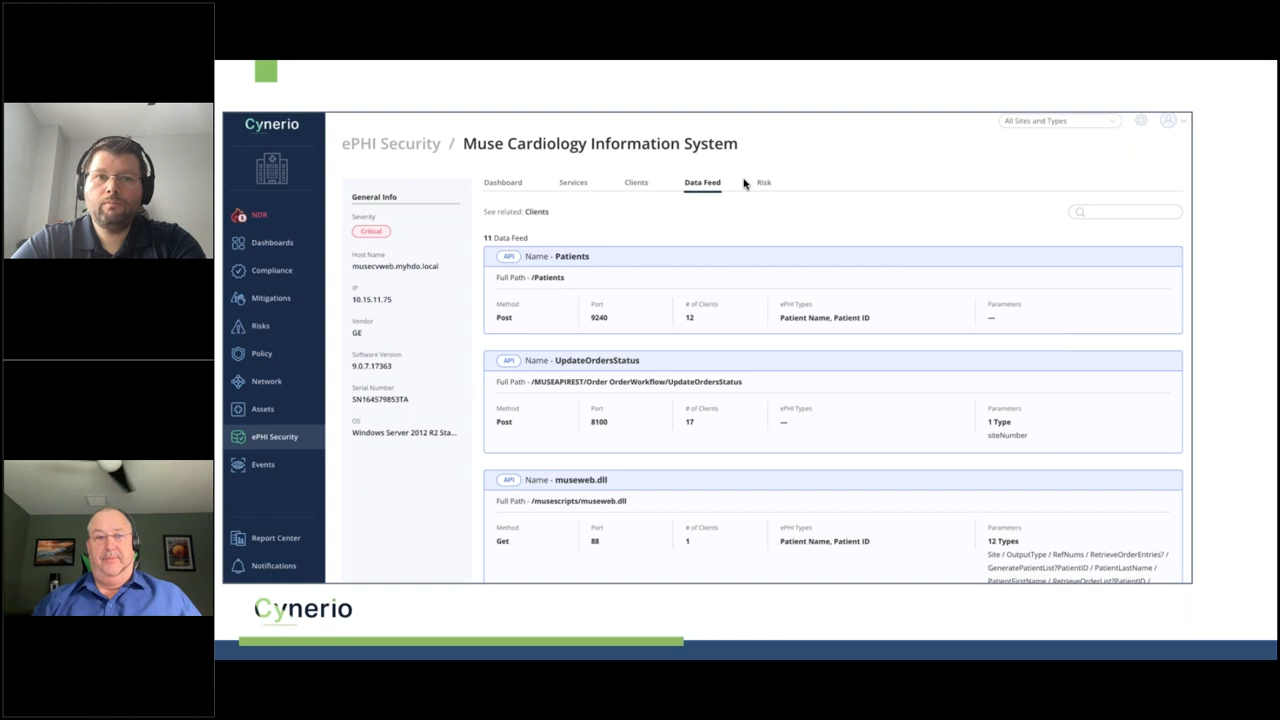 Cynerio
NDR
Dashboards
Compliance
Mitigations
Risks
Policy
Network
Assets
ePHI Security
Events
Report Center
Notifications
ePHI Security / Muse Cardiology Information System
All Sites and Types
General Info
Severity
Critical
Host Name
musecvweb.myhdo.local
IP
10.15.11.75
Vendor
GE
Software Version
9.0.7.17363
Serial Number
SN164579853TA
OS
Windows Server 2012 R2 Sta...
Dashboard Services Clients Data Feed Risk
See related: Clients
11 Data Feed
API Name - Patients
Full Path - /Patients
Method Port # of Clients ePHI Types Parameters
Post 9240 12 Patient Name, Patient ID —
API Name - UpdateOrdersStatus
Full Path - /MUSEAPIREST/Order OrderWorkflow/UpdateOrdersStatus
Method Port # of Clients ePHI Types Parameters
Post 8100 17 — 1 Type
siteNumber
API Name - museweb.dll
Full Path - /musescripts/museweb.dll
Method Port # of Clients ePHI Types Parameters
Get 88 1 Patient Name, Patient ID 12 Types
Site / OutputType / RefNums / RetrieveOrderEntries? /
GeneratePatientList?PatientID / PatientLastName /
PatientFirstName / RetrieveOrderList?PatientID /
Cynerio